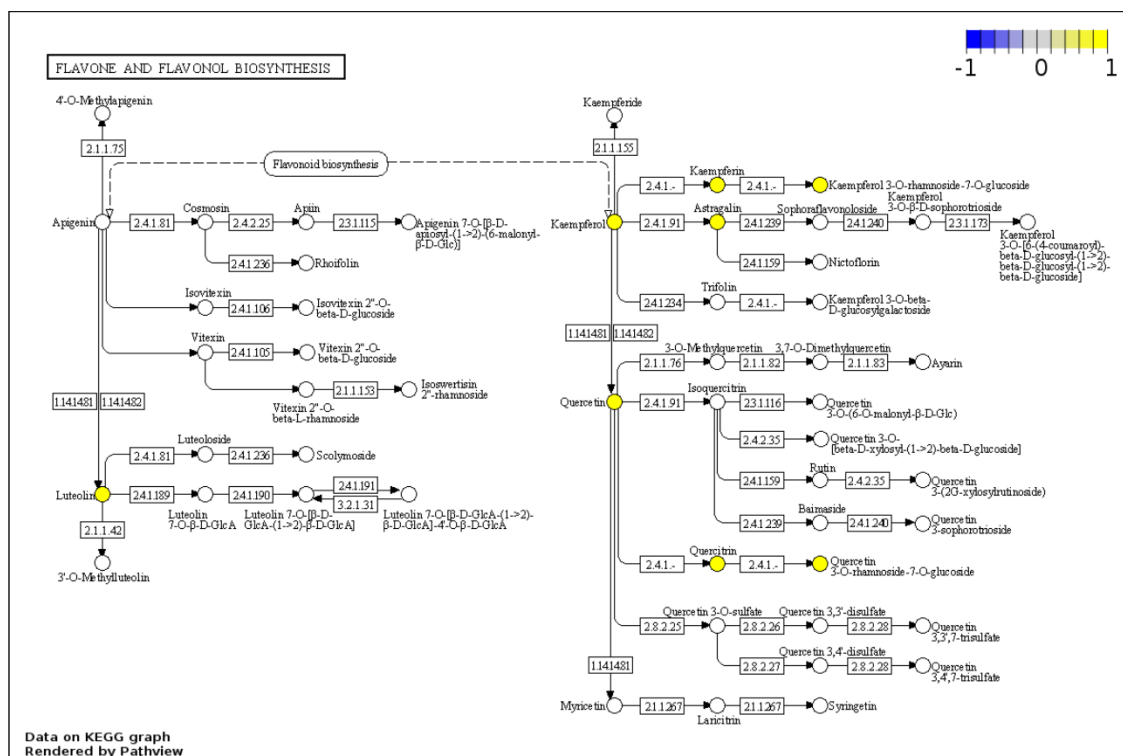 -1 0 1
FLAVONE AND FLAVONOL BIOSYNTHESIS
4'-O-Methylapigenin
2.1.1.75
Flavonoid biosynthesis
Apigenin
2.4.1.81
Cosmosin
2.4.2.25
Apiin
2.3.1.115
Apigenin 7-O-[β-D-
apiosyl-(1->2)-(6-malonyl-
β-D-Glc)]
2.4.1.236
Rhoifolin
Isovitexin
2.4.1.106
Isovitexin 2''-O-
beta-D-glucoside
Vitexin
2.4.1.105
Vitexin 2''-O-
beta-D-glucoside
Vitexin 2''-O-
beta-L-rhamnoside
2.1.1.153
Isoswertisin
2''-rhamnoside
1.14.14.81 1.14.14.82
Luteoloside
2.4.1.81
2.4.1.236
Scolymoside
Luteolin
2.4.1.189
Luteolin
7-O-β-D-GlcA
2.4.1.190
Luteolin 7-O-[β-D-
GlcA-(1->2)-β-D-GlcA]
2.4.1.191
3.2.1.31
Luteolin 7-O-[β-D-GlcA-(1->2)-
β-D-GlcA]-4'-O-β-D-GlcA
2.1.1.42
3'-O-Methylluteolin
Kaempferide
2.1.1.155
Kaempferol
2.4.1.-
Kaempferin
2.4.1.-
Kaempferol 3-O-rhamnoside-7-O-glucoside
2.4.1.91
Astragalin
2.4.1.239
Sophoraflavonoloside
2.4.1.240
Kaempferol
3-O-β-D-sophorotrioside
2.3.1.173
Kaempferol
3-O-[6-(4-coumaroyl)-
beta-D-glucosyl-(1->2)-
beta-D-glucosyl-(1->2)-
beta-D-glucoside]
2.4.1.159
Nictoflorin
2.4.1.234
Trifolin
2.4.1.-
Kaempferol 3-O-beta-
D-glucosylgalactoside
1.14.14.81 1.14.14.82
3-O-Methylquercetin
3,7-O-Dimethylquercetin
2.1.1.76
2.1.1.82
2.1.1.83
Ayarin
Quercetin
2.4.1.91
Isoquercitrin
2.3.1.116
Quercetin
3-O-(6-O-malonyl-β-D-Glc)
2.4.2.35
Quercetin 3-O-
[beta-D-xylosyl-(1->2)-beta-D-glucoside]
2.4.1.159
Rutin
2.4.2.35
Quercetin
3-(2G-xylosylrutinoside)
2.4.1.239
Baimaside
2.4.1.240
Quercetin
3-sophorotrioside
2.4.1.-
Quercitrin
2.4.1.-
Quercetin
3-O-rhamnoside-7-O-glucoside
2.8.2.25
Quercetin 3-O-sulfate
2.8.2.26
Quercetin 3,3'-disulfate
2.8.2.28
Quercetin
3,3',7-trisulfate
2.8.2.27
Quercetin 3,4'-disulfate
2.8.2.28
Quercetin
3,4',7-trisulfate
1.14.14.81
Myricetin
2.1.1.267
Laricitrin
2.1.1.267
Syringetin
Data on KEGG graph
Rendered by Pathview